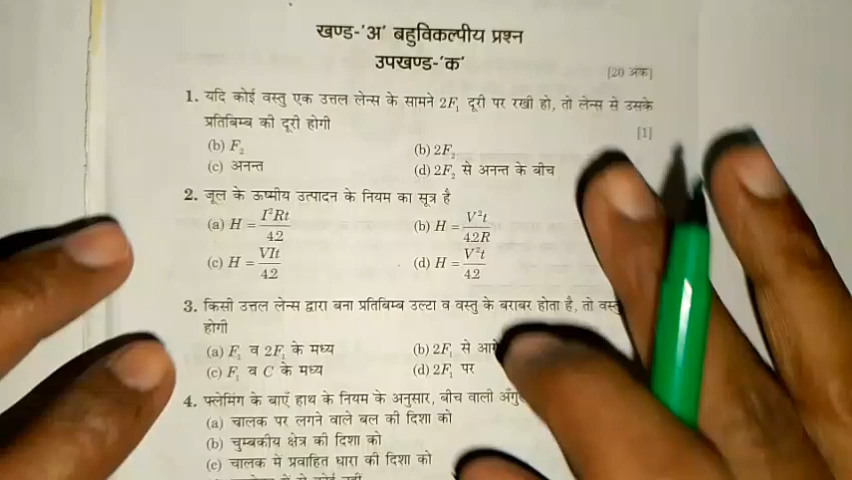 खण्ड-'अ' बहुविकल्पीय प्रश्न
उपखण्ड-'क'
[20 अंक]
1. यदि कोई वस्तु एक उत्तल लेन्स के सामने 2F₁ दूरी पर रखी हो, तो लेन्स से उसके
प्रतिबिम्ब की दूरी होगी [1]
(b) F₂ (b) 2F₂
(c) अनन्त (d) 2F₂ से अनन्त के बीच
2. जूल के ऊष्मीय उत्पादन के नियम का सूत्र है
(a) H = I²Rt/4.2 (b) H = V²t/4.2R
(c) H = VIt/4.2 (d) H = V²t/4.2
3. किसी उत्तल लेन्स द्वारा बना प्रतिबिम्ब उल्टा व वस्तु के बराबर होता है, तो
होगी
(a) F₁ व 2F₁ के मध्य (b) 2F₁ से
(c) F₁ व C के मध्य (d) 2F₁ पर
4. फ्लेमिंग के बाएँ हाथ के नियम के अनुसार, बीच वाली
(a) चालक पर लगने वाले बल की दिशा को
(b) चुम्बकीय क्षेत्र की दिशा को
(c) चालक में प्रवाहित धारा की दिशा को